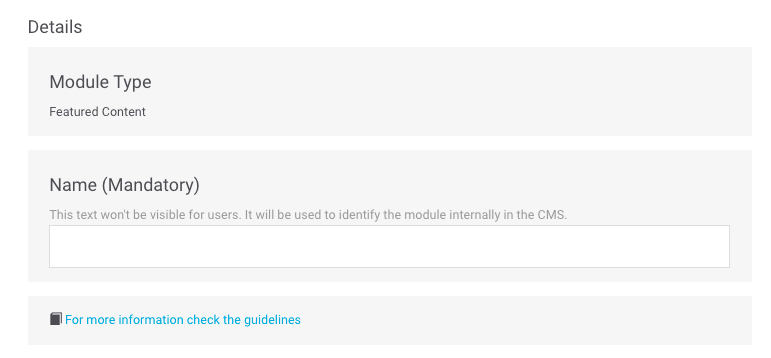 Details
Module Type
Featured Content
Name (Mandatory)
This text won't be visible for users. It will be used to identify the module internally in the CMS.
For more information check the guidelines